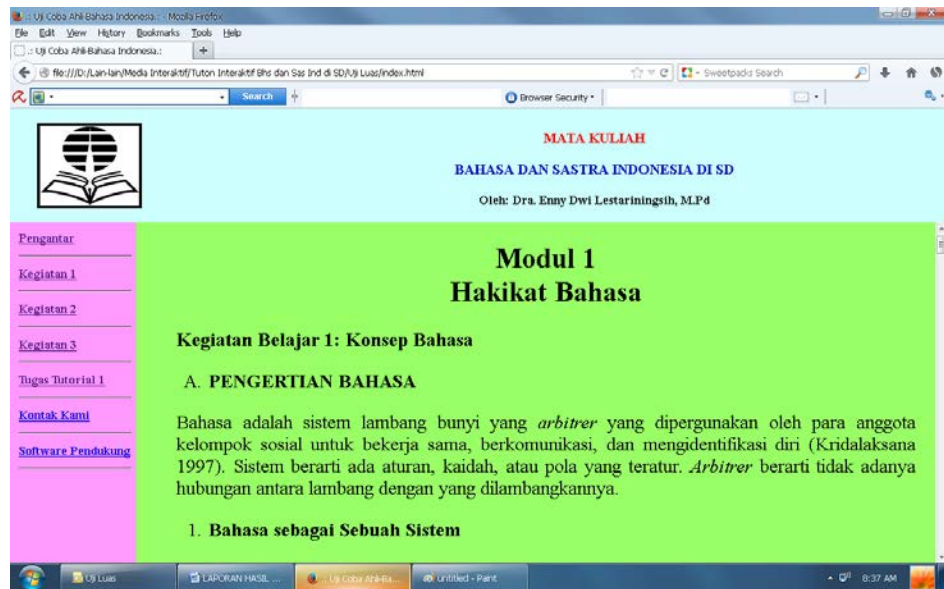 .: Uji Coba Ahli-Bahasa Indonesia.: - Mozilla Firefox
File Edit View History Bookmarks Tools Help
.: Uji Coba Ahli-Bahasa Indonesia.: +
file:///D:/Lain-lain/Media Interaktif/Tuton Interaktif Bhs dan Sas Ind di SD/Uji Luas/index.html
Sweetpacks Search
Search
Browser Security
MATA KULIAH
BAHASA DAN SASTRA INDONESIA DI SD
Oleh: Dra. Enny Dwi Lestariningsih, M.Pd
Pengantar
Kegiatan 1
Kegiatan 2
Kegiatan 3
Tugas Tutorial 1
Kontak Kami
Software Pendukung
Modul 1
Hakikat Bahasa
Kegiatan Belajar 1: Konsep Bahasa
A. PENGERTIAN BAHASA
Bahasa adalah sistem lambang bunyi yang arbitrer yang dipergunakan oleh para anggota
kelompok sosial untuk bekerja sama, berkomunikasi, dan mengidentifikasi diri (Kridalaksana
1997). Sistem berarti ada aturan, kaidah, atau pola yang teratur. Arbitrer berarti tidak adanya
hubungan antara lambang dengan yang dilambangkannya.
1. Bahasa sebagai Sebuah Sistem
Uji Luas
LAPORAN HASIL ...
.: Uji Coba Ahli-Ba...
untitled - Paint
8:37 AM